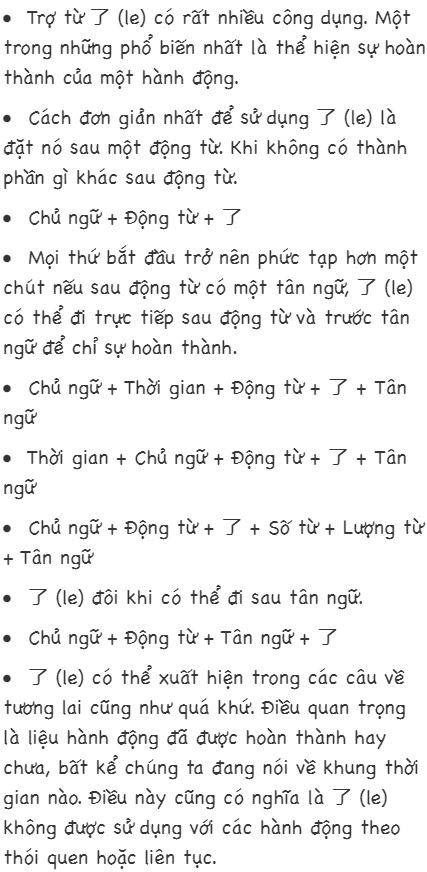 • Trợ từ 了 (le) có rất nhiều công dụng. Một
trong những phổ biến nhất là thể hiện sự hoàn
thành của một hành động.
• Cách đơn giản nhất để sử dụng 了 (le) là
đặt nó sau một động từ. Khi không có thành
phần gì khác sau động từ.
• Chủ ngữ + Động từ + 了
• Mọi thứ bắt đầu trở nên phức tạp hơn một
chút nếu sau động từ có một tân ngữ, 了 (le)
có thể đi trực tiếp sau động từ và trước tân
ngữ để chỉ sự hoàn thành.
• Chủ ngữ + Thời gian + Động từ + 了 + Tân
ngữ
• Thời gian + Chủ ngữ + Động từ + 了 + Tân
ngữ
• Chủ ngữ + Động từ + 了 + Số từ + Lượng từ
+ Tân ngữ
• 了 (le) đôi khi có thể đi sau tân ngữ.
• Chủ ngữ + Động từ + Tân ngữ + 了
• 了 (le) có thể xuất hiện trong các câu về
tương lai cũng như quá khứ. Điều quan trọng
là liệu hành động đã được hoàn thành hay
chưa, bất kể chúng ta đang nói về khung thời
gian nào. Điều này cũng có nghĩa là 了 (le)
không được sử dụng với các hành động theo
thói quen hoặc liên tục.